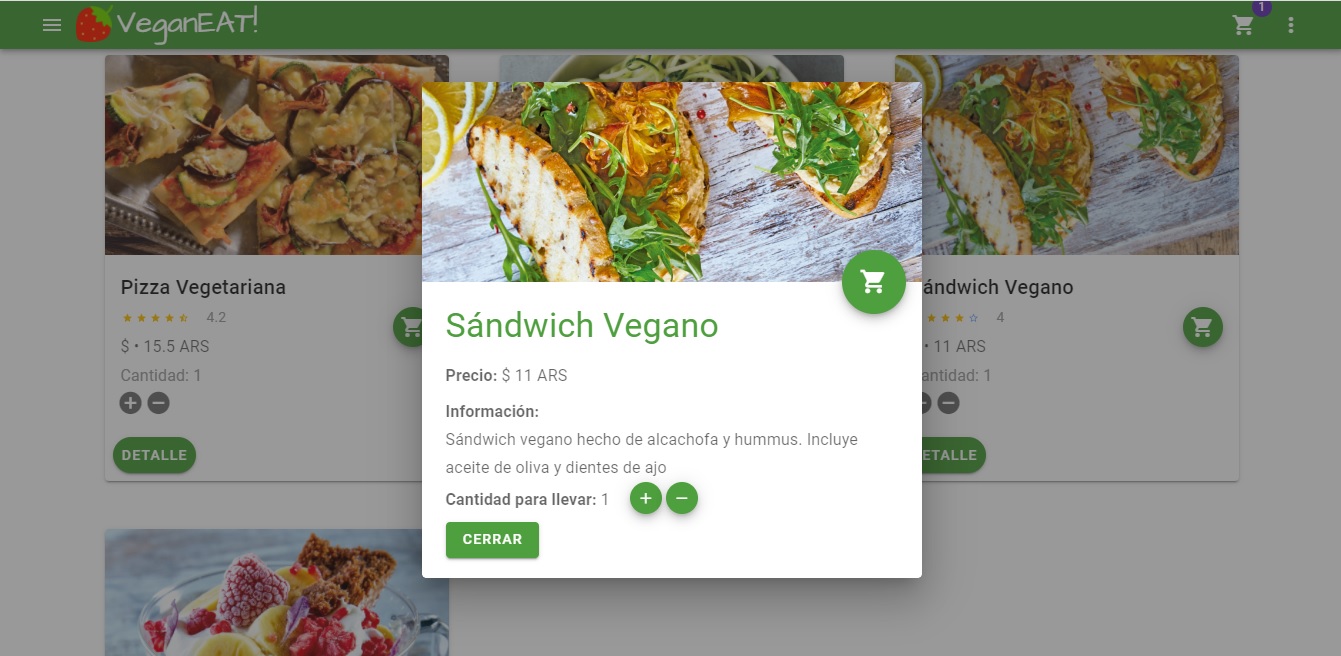 VeganEAT!
1
Pizza Vegetariana
4.2
$ • 15.5 ARS
Cantidad: 1
DETALLE
Sándwich Vegano
Precio: $ 11 ARS
Información:
Sándwich vegano hecho de alcachofa y hummus. Incluye
aceite de oliva y dientes de ajo
Cantidad para llevar: 1
CERRAR
ándwich Vegano
4
• 11 ARS
antidad: 1
ETALLE